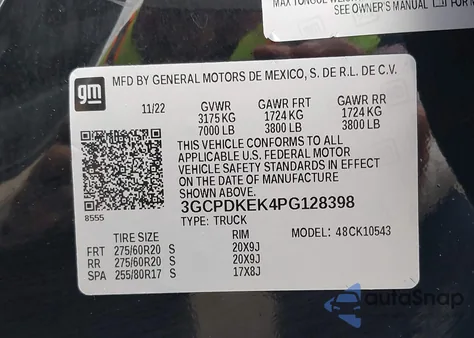 MAX TONGUE WEIG
SEE OWNER'S MANUAL FOR M
gm MFD BY GENERAL MOTORS DE MEXICO, S. DE R.L. DE C.V.
11/22 GVWR GAWR FRT GAWR RR
3175 KG 1724 KG 1724 KG
7000 LB 3800 LB 3800 LB
THIS VEHICLE CONFORMS TO ALL
APPLICABLE U.S. FEDERAL MOTOR
VEHICLE SAFETY STANDARDS IN EFFECT
ON THE DATE OF MANUFACTURE
SHOWN ABOVE.
8555
3GCPDKEK4PG128398
TYPE: TRUCK MODEL: 48CK10543
TIRE SIZE RIM
FRT 275/60R20 S 20X9J
RR 275/60R20 S 20X9J
SPA 255/80R17 S 17X8J
autoSnap